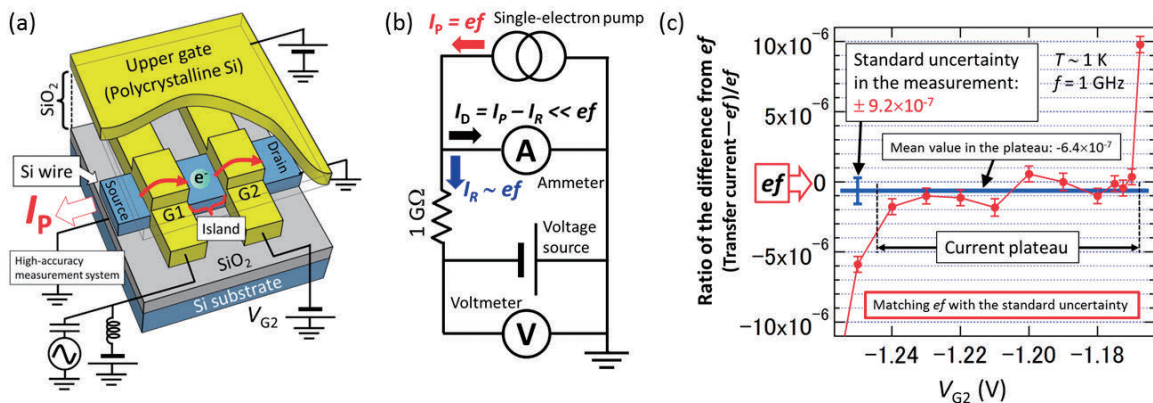 (a)
Upper gate
(Polycrystalline Si)
SiO2
Si wire
Source
Drain
e-
G1
G2
IP
Island
High-accuracy
measurement system
SiO2
Si substrate
VG2
(b)
IP = ef
Single-electron pump
ID = IP − IR << ef
A
Ammeter
IR ~ ef
1 GΩ
Voltage
source
Voltmeter
V
(c)
Ratio of the difference from ef
(Transfer current−ef)/ef
10x10-6
5x10-6
0
−5x10-6
−10x10-6
Standard uncertainty
in the measurement:
± 9.2×10-7
T ~ 1 K
f = 1 GHz
Mean value in the plateau: -6.4×10-7
ef
Current plateau
Matching ef with the standard uncertainty
−1.24
−1.22
−1.20
−1.18
VG2 (V)